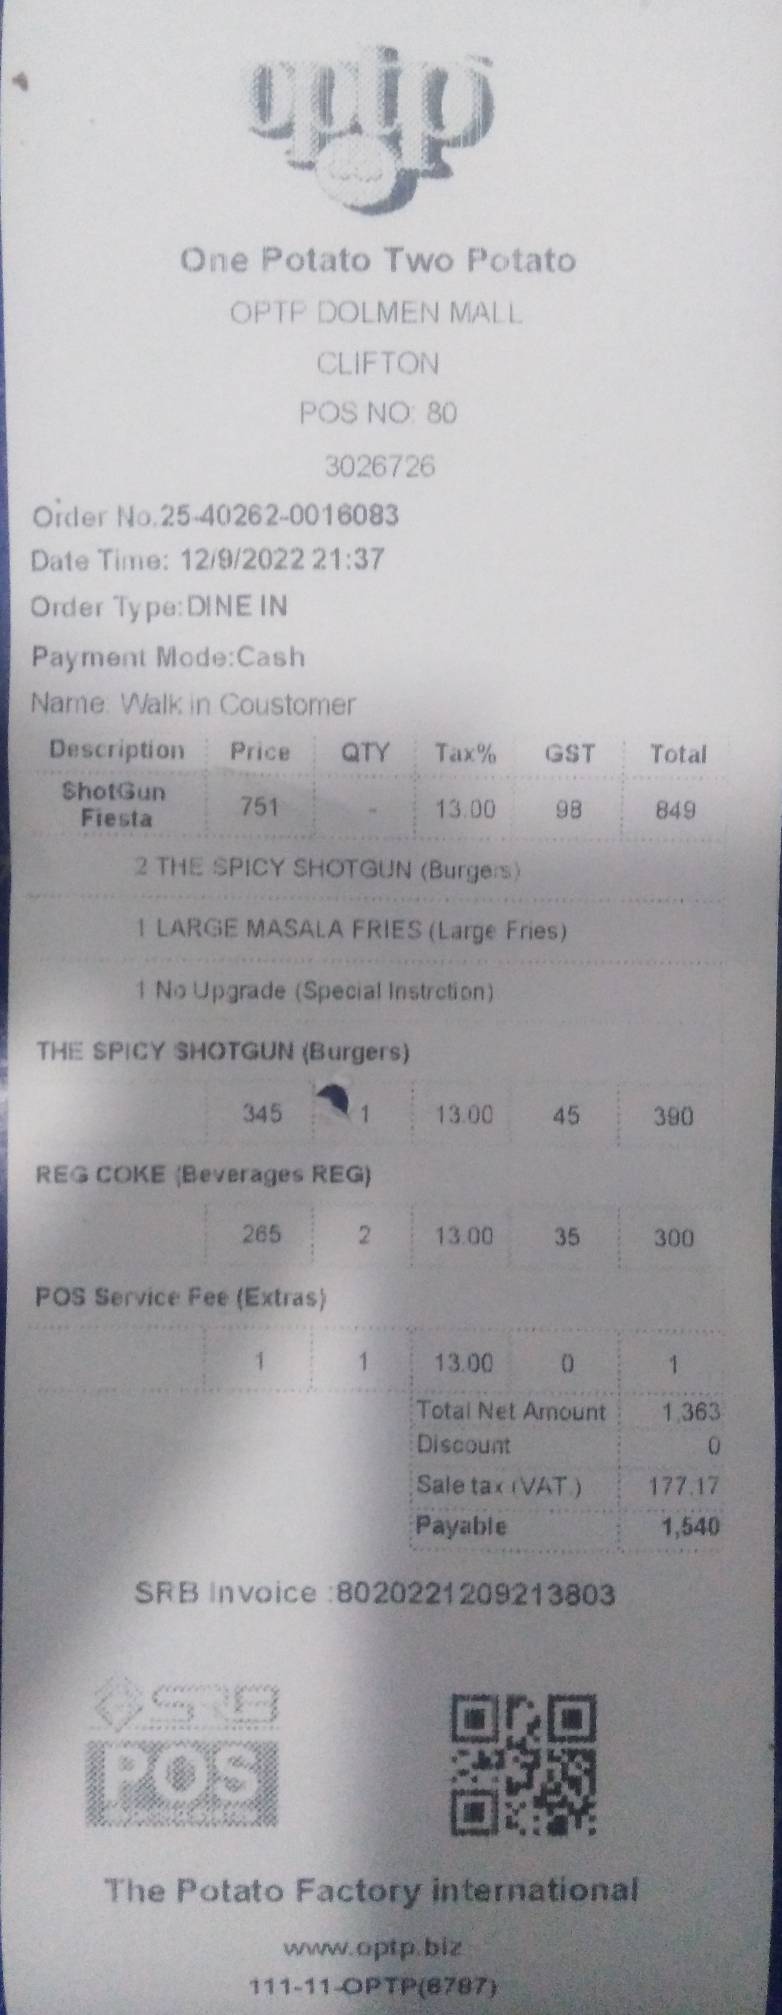 optp
One Potato Two Potato
OPTP DOLMEN MALL
CLIFTON
POS NO: 80
3026726
Order No.25-40262-0016083
Date Time: 12/9/2022 21:37
Order Type:DINE IN
Payment Mode:Cash
Name: Walk in Coustomer
Description Price QTY Tax% GST Total
ShotGun Fiesta 751 - 13.00 98 849
2 THE SPICY SHOTGUN (Burgers)
1 LARGE MASALA FRIES (Large Fries)
1 No Upgrade (Special Instrction)
THE SPICY SHOTGUN (Burgers)
345 1 13.00 45 390
REG COKE (Beverages REG)
265 2 13.00 35 300
POS Service Fee (Extras)
1 1 13.00 0 1
Total Net Amount 1,363
Discount 0
Sale tax (VAT.) 177.17
Payable 1,540
SRB Invoice :8020221209213803
SRB
POS
The Potato Factory international
www.optp.biz
111-11-OPTP(6787)